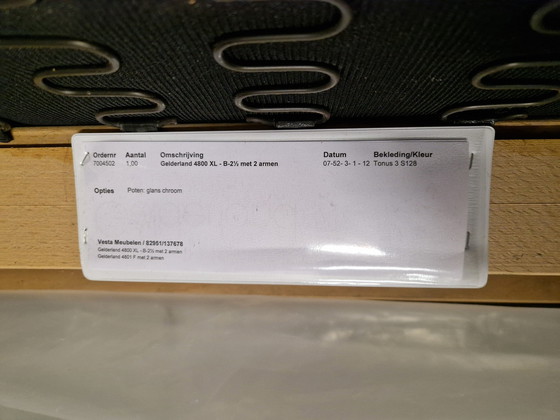 Ordernr Aantal Omschrijving Datum Bekleding/Kleur
7004502 1,00 Gelderland 4800 XL - B-2½ met 2 armen 07-52- 3- 1 - 12 Tonus 3 S128
Opties Poten: glans chroom
Vesta Meubelen / 82951/137678
Gelderland 4800 XL - B-2½ met 2 armen
Gelderland 4801 F met 2 armen